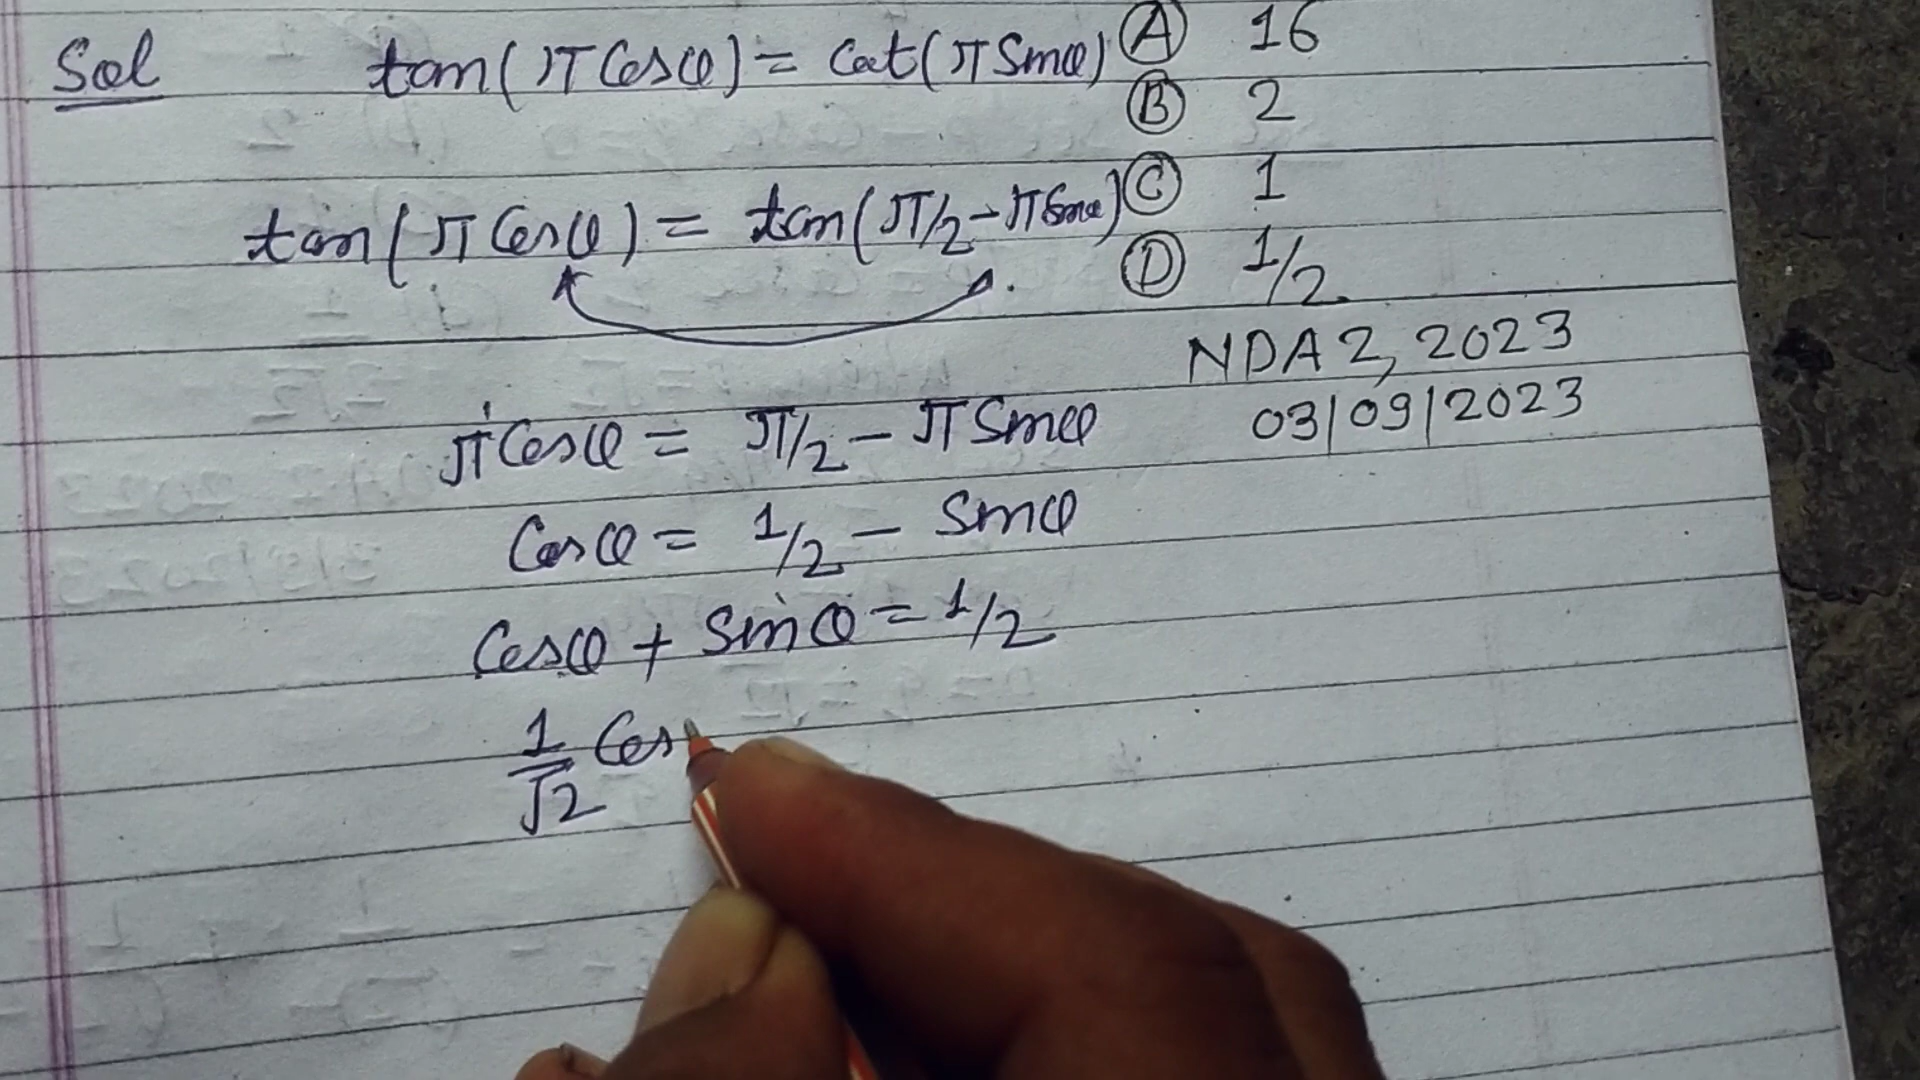 Sol tan(π Cosθ) = Cot(π Sinθ) Ⓐ 16
Ⓑ 2
tan(π Cosθ) = tan(π/2 - π Sinθ) Ⓒ 1
Ⓓ 1/2
NDA 2, 2023
π Cosθ = π/2 - π Sinθ 03/09/2023
Cosθ = 1/2 - Sinθ
Cosθ + Sinθ = 1/2
1/√2 Cos